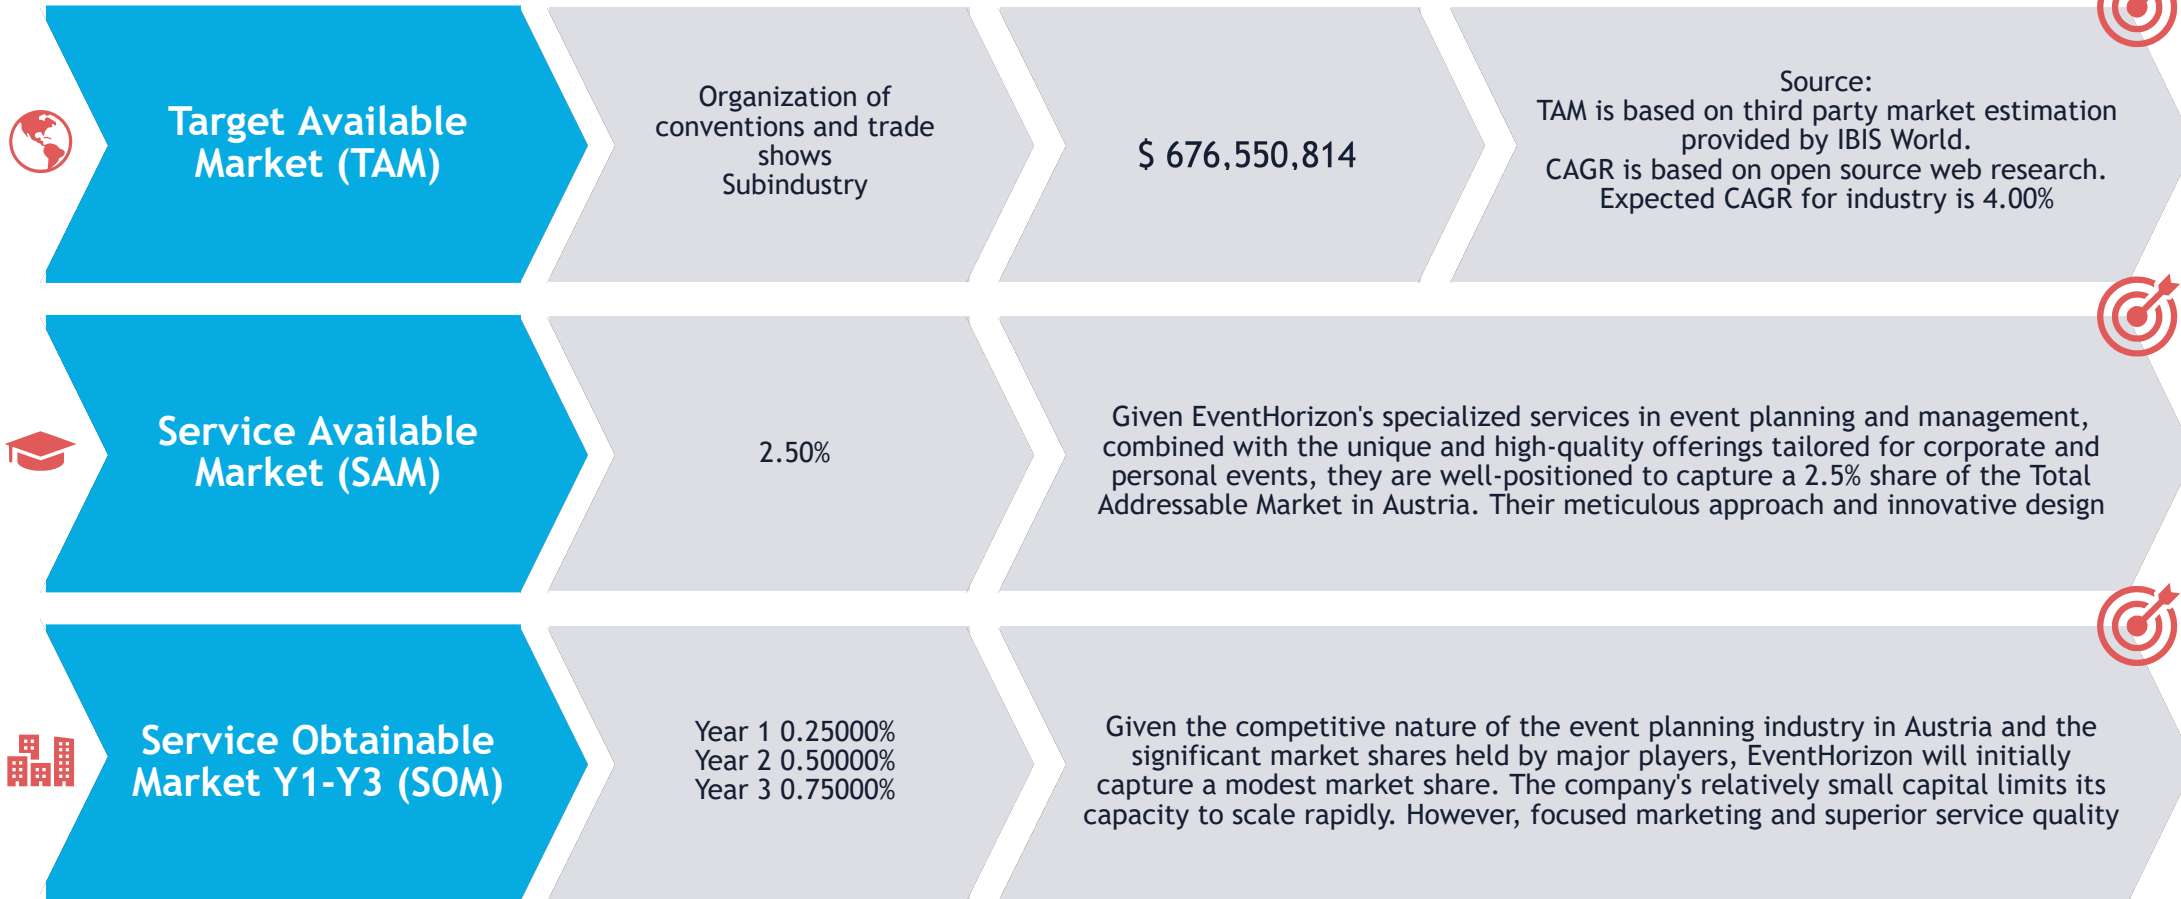 Target Available
Market (TAM)
Organization of
conventions and trade
shows
Subindustry
$ 676,550,814
Source:
TAM is based on third party market estimation
provided by IBIS World.
CAGR is based on open source web research.
Expected CAGR for industry is 4.00%
Service Available
Market (SAM)
2.50%
Given EventHorizon's specialized services in event planning and management,
combined with the unique and high-quality offerings tailored for corporate and
personal events, they are well-positioned to capture a 2.5% share of the Total
Addressable Market in Austria. Their meticulous approach and innovative design
Service Obtainable
Market Y1-Y3 (SOM)
Year 1 0.25000%
Year 2 0.50000%
Year 3 0.75000%
Given the competitive nature of the event planning industry in Austria and the
significant market shares held by major players, EventHorizon will initially
capture a modest market share. The company's relatively small capital limits its
capacity to scale rapidly. However, focused marketing and superior service quality